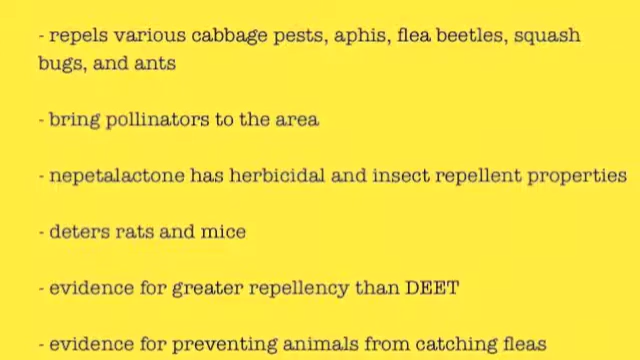 - repels various cabbage pests, aphis, flea beetles, squash
bugs, and ants
- bring pollinators to the area
- nepetalactone has herbicidal and insect repellent properties
- deters rats and mice
- evidence for greater repellency than DEET
- evidence for preventing animals from catching fleas